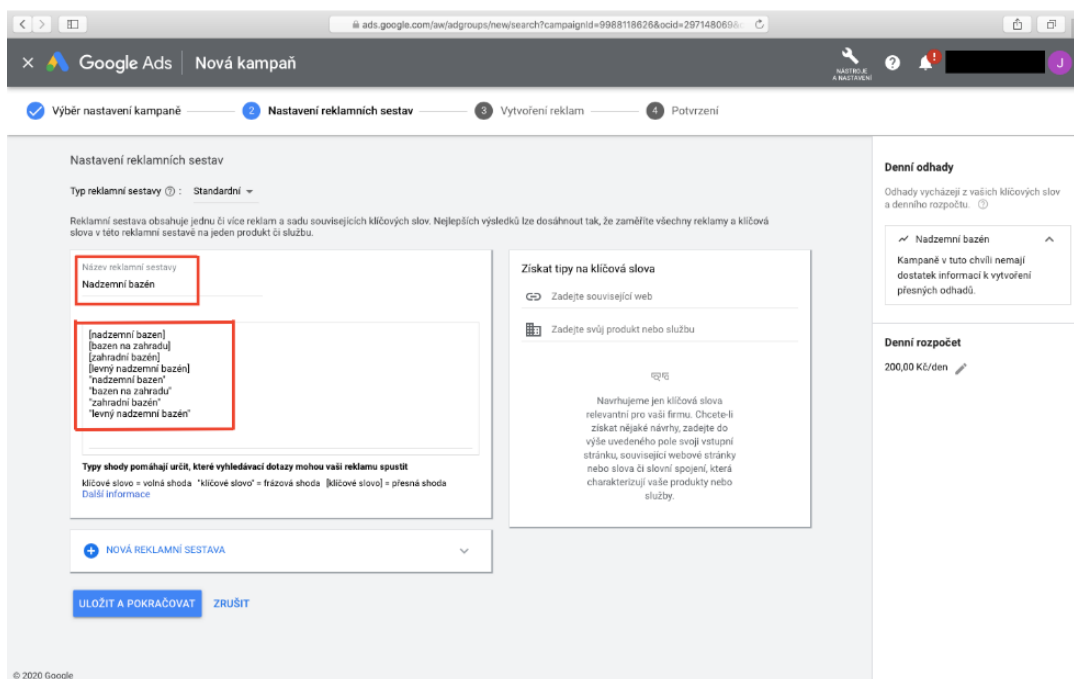 ads.google.com/aw/adgroups/new/search?campaignId=9988118626&ocid=297148069&
Google Ads
Nová kampaň
NÁSTROJE
A NASTAVENÍ
J
Výběr nastavení kampaně
2 Nastavení reklamních sestav
3 Vytvoření reklam
4 Potvrzení
Nastavení reklamních sestav
Typ reklamní sestavy : Standardní
Reklamní sestava obsahuje jednu či více reklam a sadu souvisejících klíčových slov. Nejlepších výsledků lze dosáhnout tak, že zaměříte všechny reklamy a klíčová
slova v této reklamní sestavě na jeden produkt či službu.
Název reklamní sestavy
Nadzemní bazén
[nadzemní bazen]
[bazen na zahradu]
[zahradní bazén]
[levný nadzemní bazén]
"nadzemní bazen"
"bazen na zahradu"
"zahradní bazén"
"levný nadzemní bazén"
Typy shody pomáhají určit, které vyhledávací dotazy mohou vaši reklamu spustit
klíčové slovo = volná shoda "klíčové slovo" = frázová shoda [klíčové slovo] = přesná shoda
Další informace
NOVÁ REKLAMNÍ SESTAVA
ULOŽIT A POKRAČOVAT
ZRUŠIT
Získat tipy na klíčová slova
Zadejte související web
Zadejte svůj produkt nebo službu
Navrhujeme jen klíčová slova
relevantní pro vaši firmu. Chcete-li
získat nějaké návrhy, zadejte do
výše uvedeného pole svoji vstupní
stránku, související webové stránky
nebo slova či slovní spojení, která
charakterizují vaše produkty nebo
služby.
Denní odhady
Odhady vycházejí z vašich klíčových slov
a denního rozpočtu.
Nadzemní bazén
Kampaně v tuto chvíli nemají
dostatek informací k vytvoření
přesných odhadů.
Denní rozpočet
200,00 Kč/den
© 2020 Google